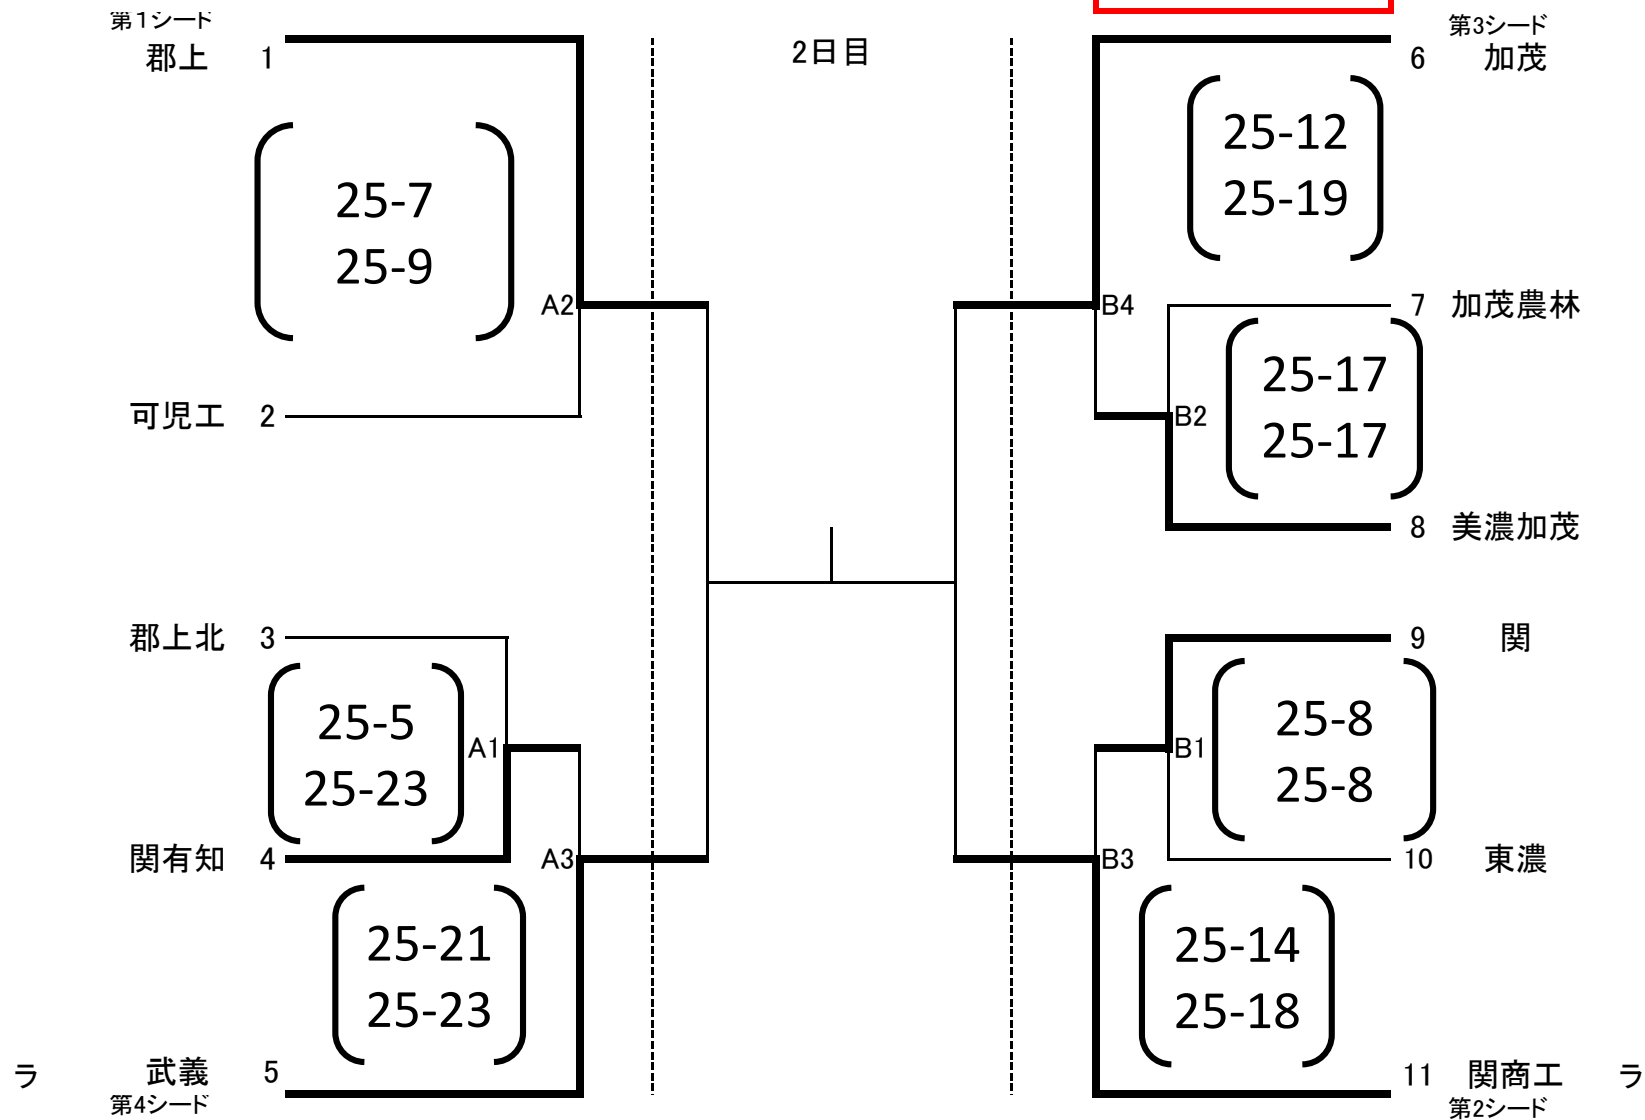 第1シード
郡上 1
25-7
25-9
A2
可児工 2
郡上北 3
25-5
25-23
A1
関有知 4
A3
25-21
25-23
武義 5
第4シード
ラ
2日目
第3シード
6 加茂
25-12
25-19
B4
7 加茂農林
25-17
25-17
B2
8 美濃加茂
9 関
25-8
25-8
B1
10 東濃
B3
25-14
25-18
11 関商工
第2シード
ラ